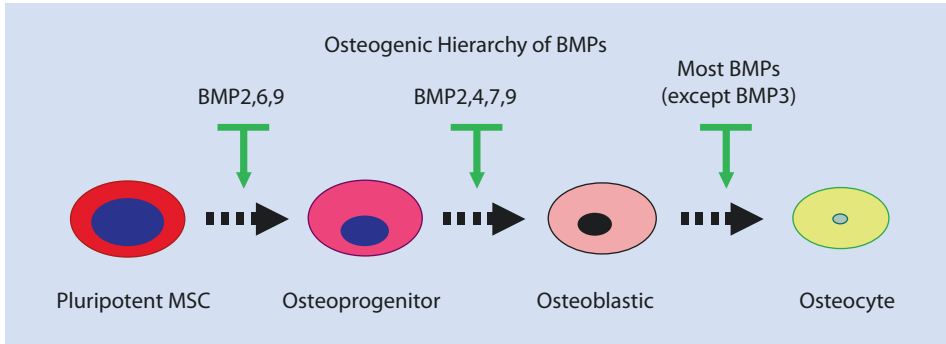 Osteogenic Hierarchy of BMPs
BMP2,6,9
BMP2,4,7,9
Most BMPs
(except BMP3)
Pluripotent MSC
Osteoprogenitor
Osteoblastic
Osteocyte